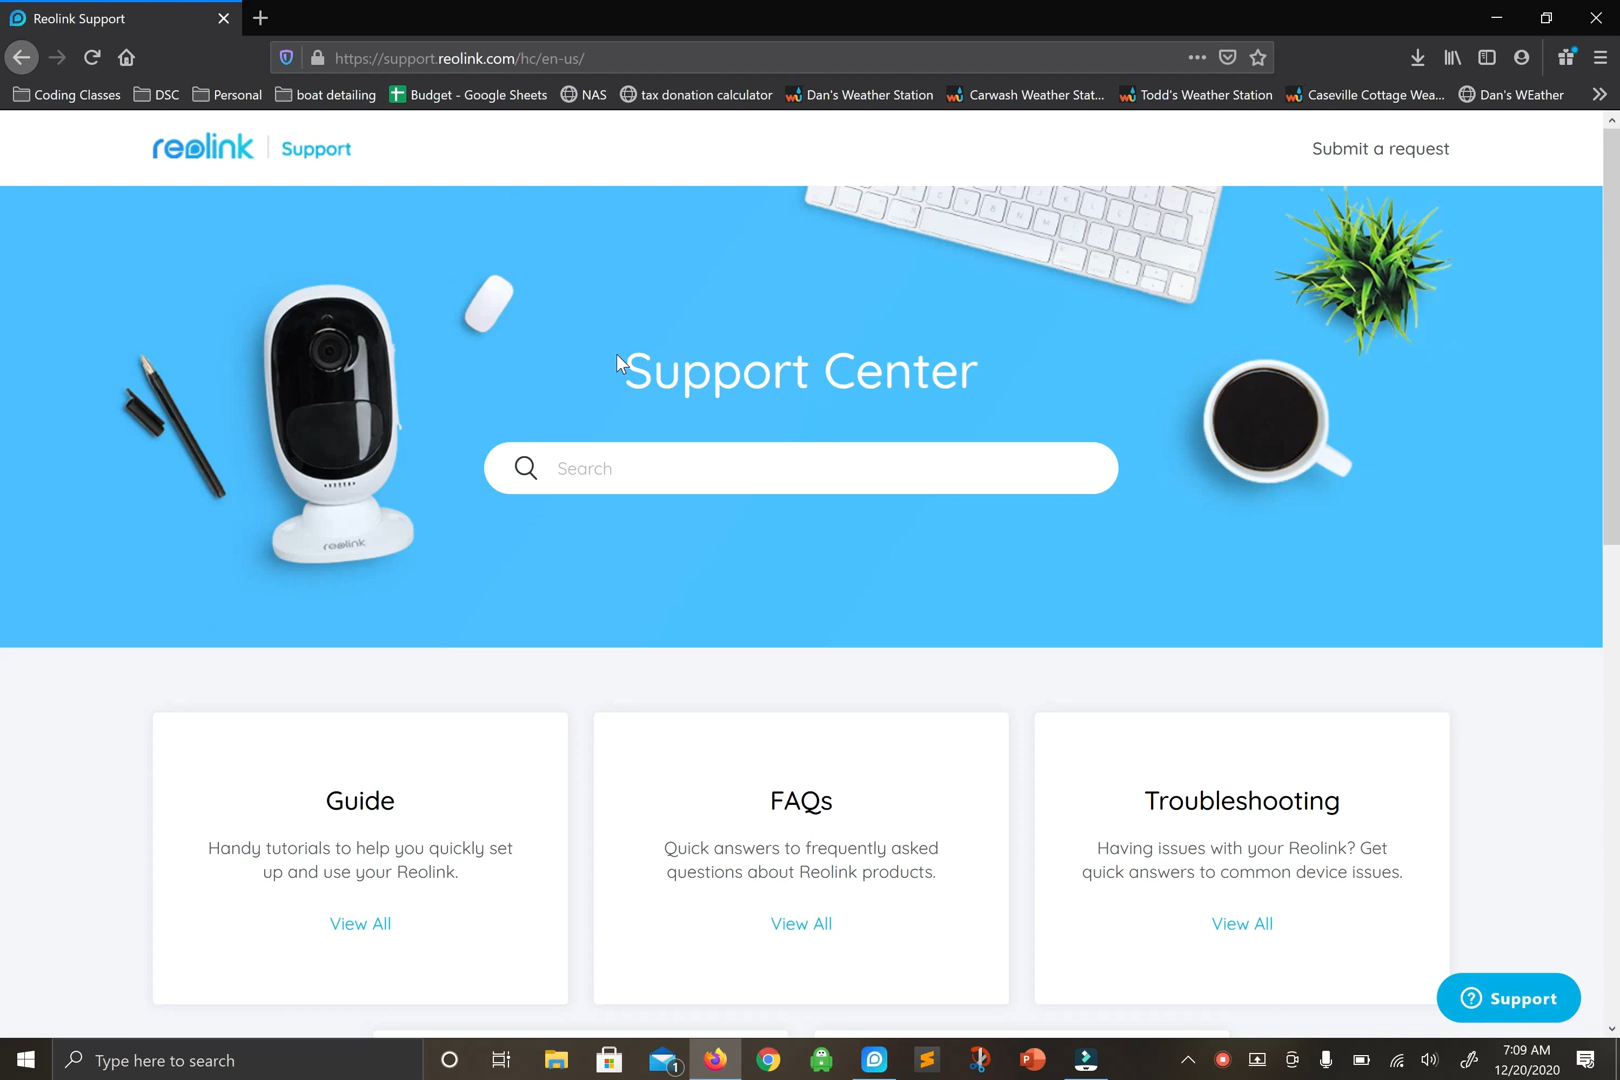 Reolink Support
https://support.reolink.com/hc/en-us/
Coding Classes DSC Personal boat detailing Budget - Google Sheets NAS tax donation calculator Dan's Weather Station Carwash Weather Stat... Todd's Weather Station Caseville Cottage Wea... Dan's WEather
reolink Support
Submit a request
Support Center
Search
reolink
Guide
Handy tutorials to help you quickly set
up and use your Reolink.
View All
FAQs
Quick answers to frequently asked
questions about Reolink products.
View All
Troubleshooting
Having issues with your Reolink? Get
quick answers to common device issues.
View All
Support
Type here to search
1
7:09 AM
12/20/2020